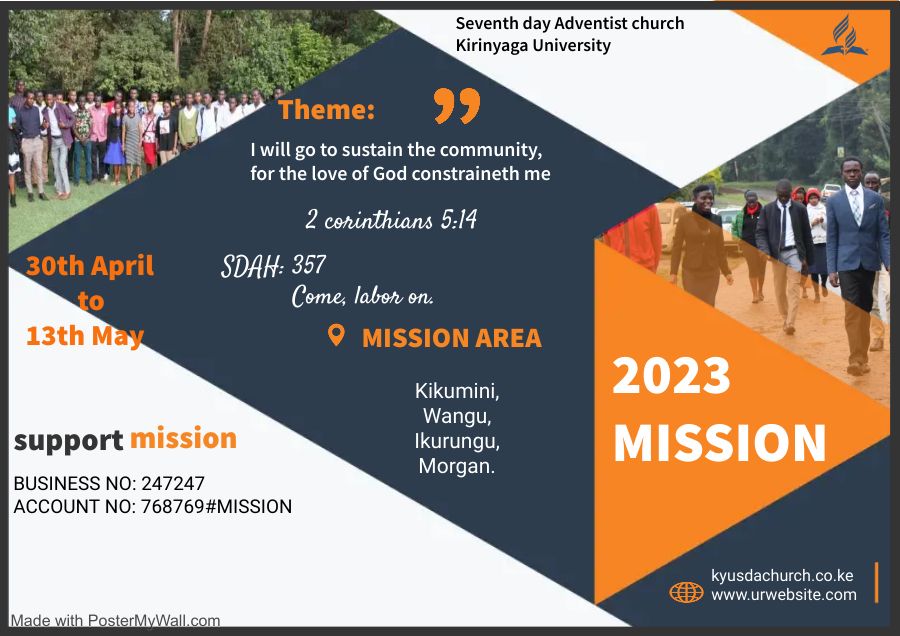 Seventh day Adventist church
Kirinyaga University
Theme:
”
I will go to sustain the community,
for the love of God constraineth me
2 corinthians 5:14
SDAH: 357
Come, labor on.
30th April
to
13th May
MISSION AREA
Kikumini,
Wangu,
Ikurungu,
Morgan.
2023
MISSION
support mission
BUSINESS NO: 247247
ACCOUNT NO: 768769#MISSION
kyusdachurch.co.ke
www.urwebsite.com
Made with PosterMyWall.com